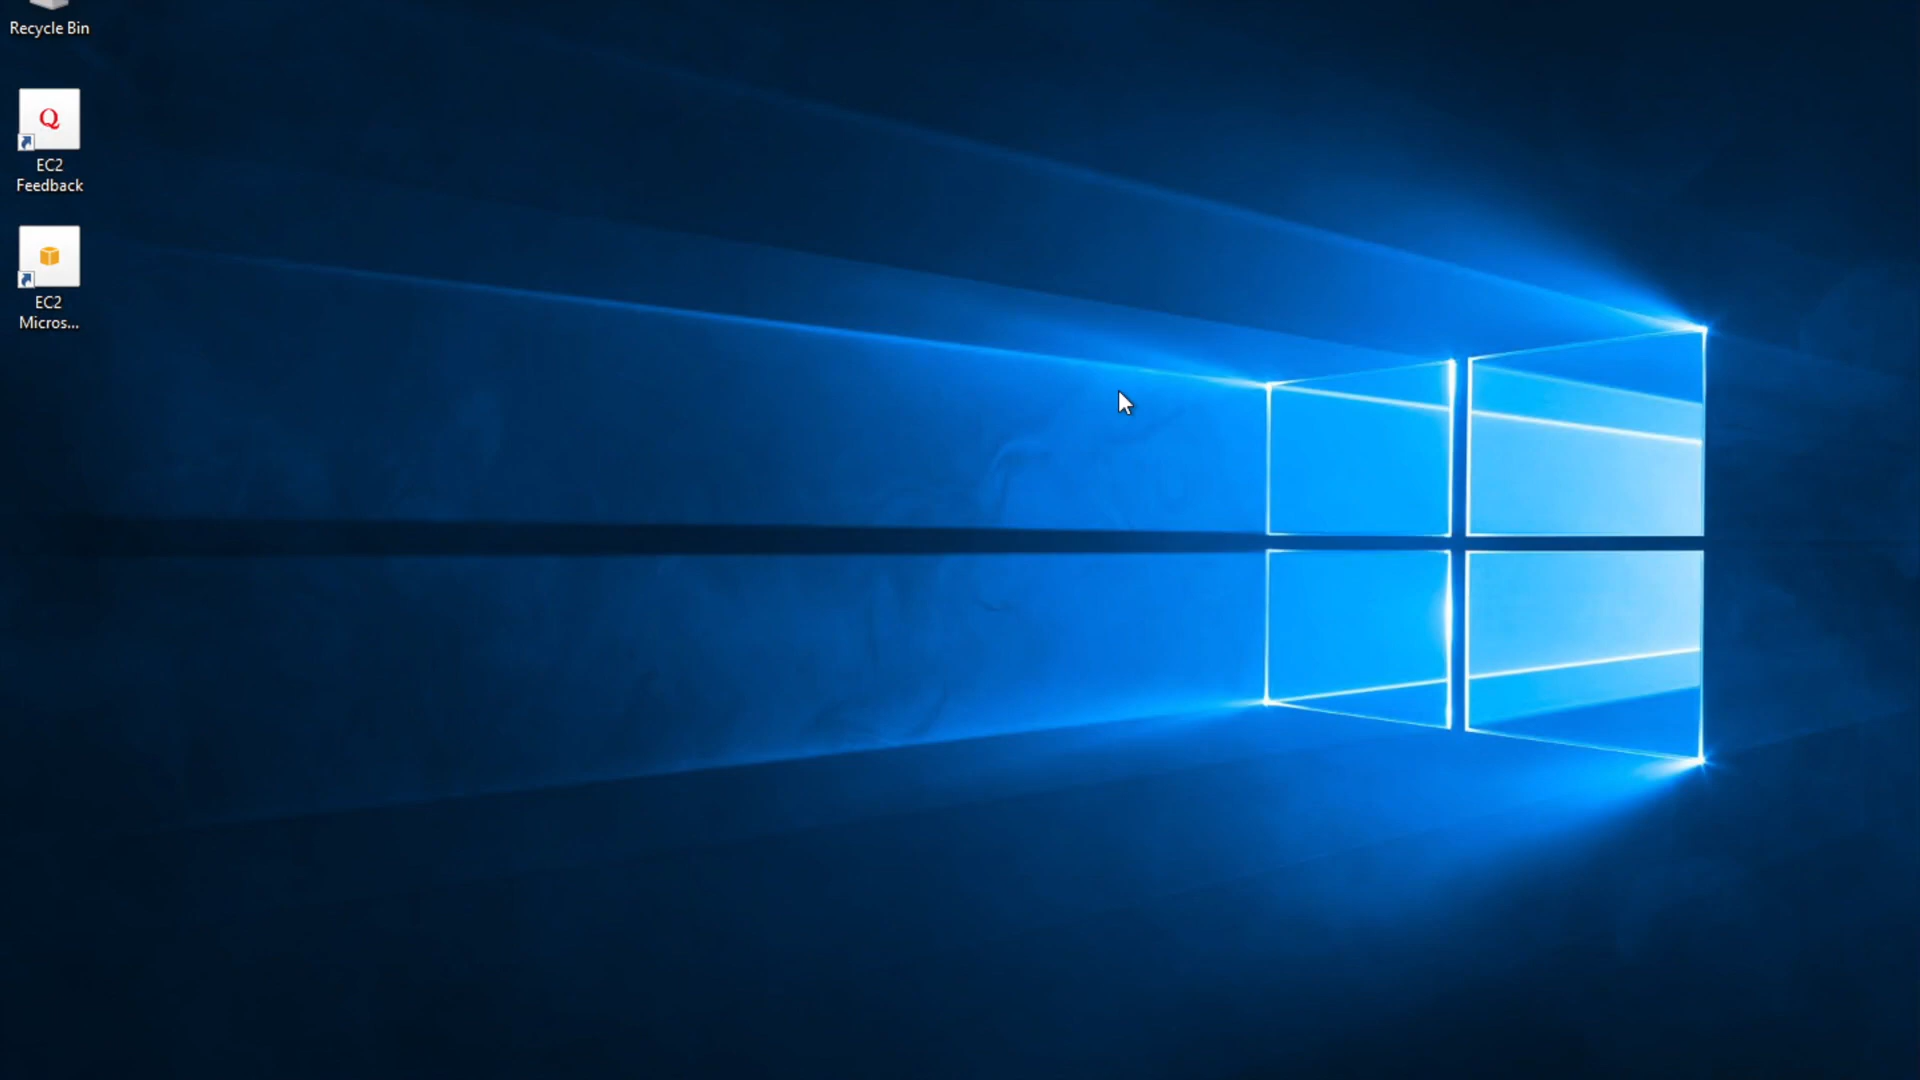 Recycle Bin
Q
EC2
Feedback
EC2
Micros...